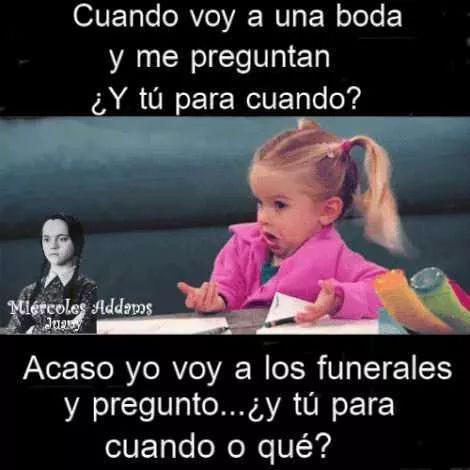 Cuando voy a una boda
y me preguntan
¿Y tú para cuando?
Miércoles Addams
Juany
Acaso yo voy a los funerales
y pregunto...¿y tú para
cuando o qué?